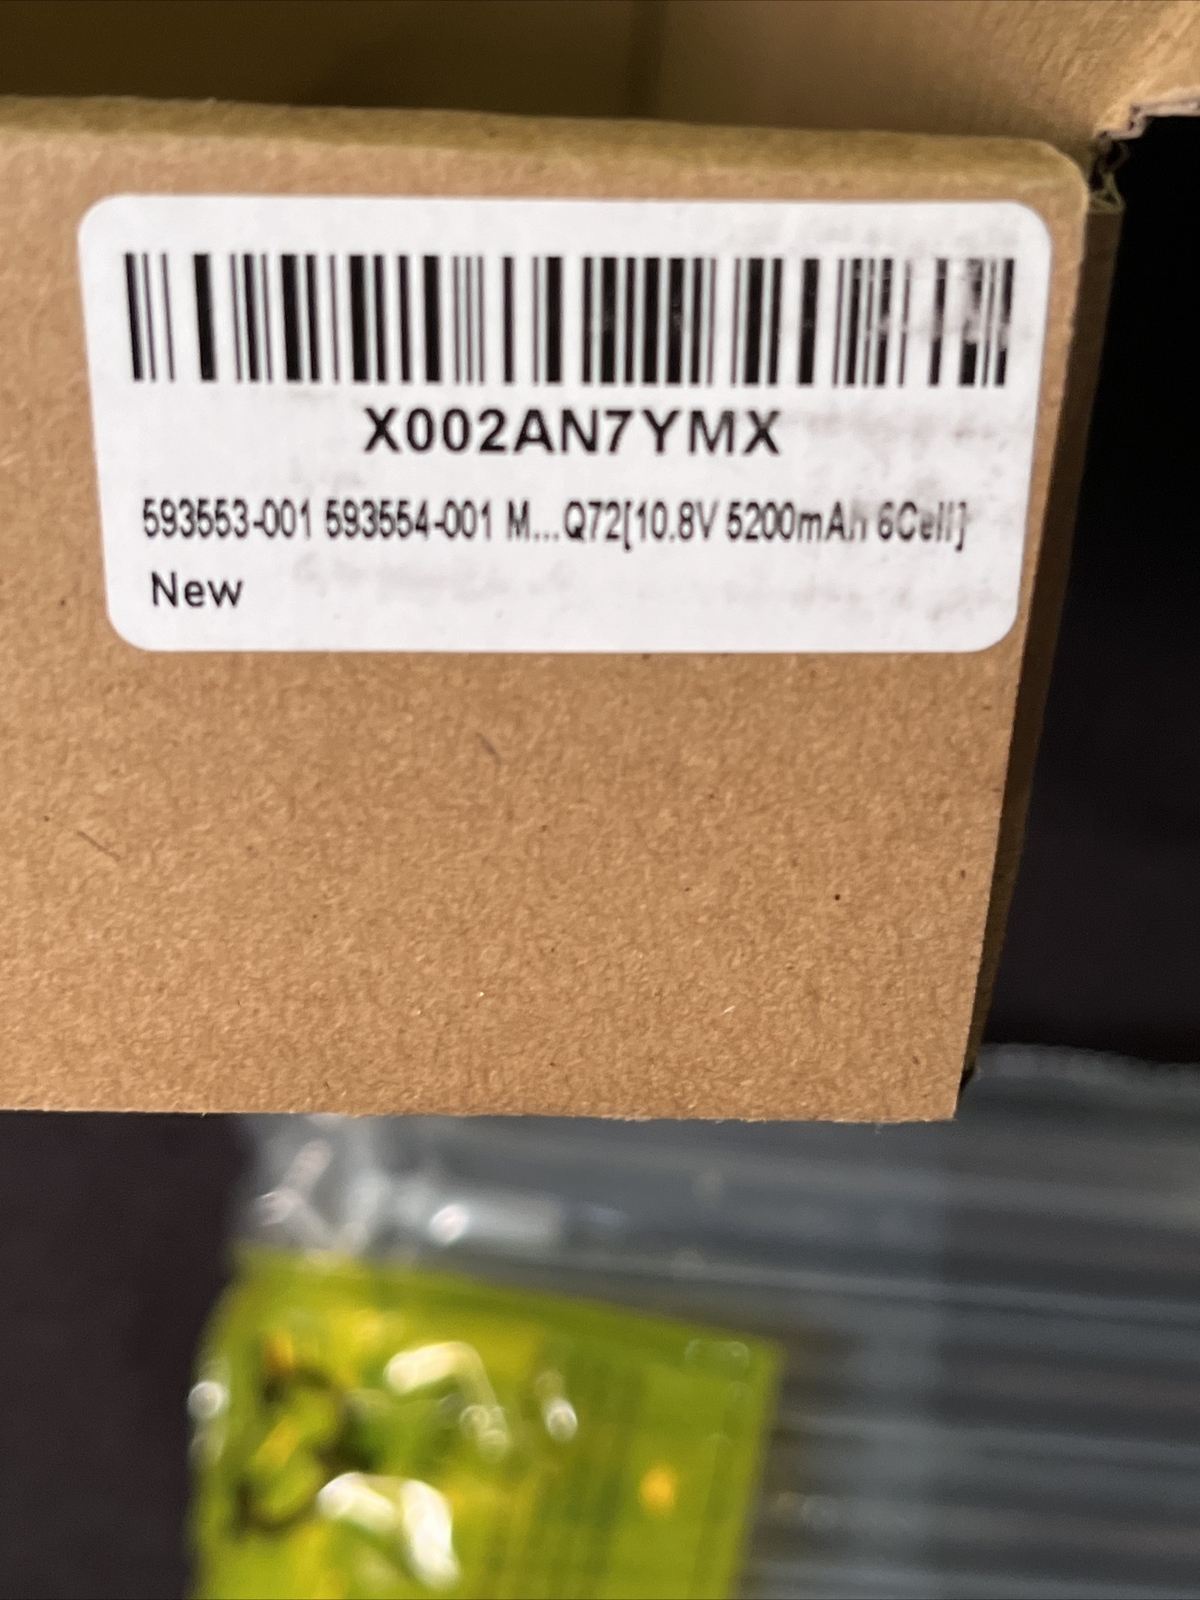 X002AN7YMX
593553-001 593554-001 M...Q72[10.8V 5200mAh 6Cell]
New